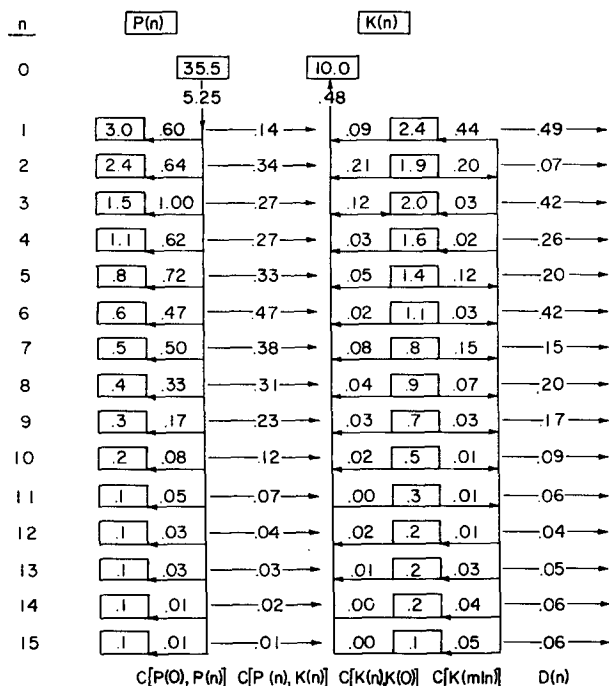 n P(n) K(n)
0 35.5 10.0
5.25 .48
1 3.0 .60 .14 .09 2.4 .44 .49
2 2.4 .64 .34 .21 1.9 .20 .07
3 1.5 1.00 .27 .12 2.0 .03 .42
4 1.1 .62 .27 .03 1.6 .02 .26
5 .8 .72 .33 .05 1.4 .12 .20
6 .6 .47 .47 .02 1.1 .03 .42
7 .5 .50 .38 .08 .8 .15 .15
8 .4 .33 .31 .04 .9 .07 .20
9 .3 .17 .23 .03 .7 .03 .17
10 .2 .08 .12 .02 .5 .01 .09
11 .1 .05 .07 .00 .3 .01 .06
12 .1 .03 .04 .02 .2 .01 .04
13 .1 .03 .03 .01 .2 .03 .05
14 .1 .01 .02 .00 .2 .04 .06
15 .1 .01 .01 .00 .1 .05 .06
C[P(0), P(n)] C[P (n), K(n)] C[K(n),K(0)] C[K(m|n)] D(n)